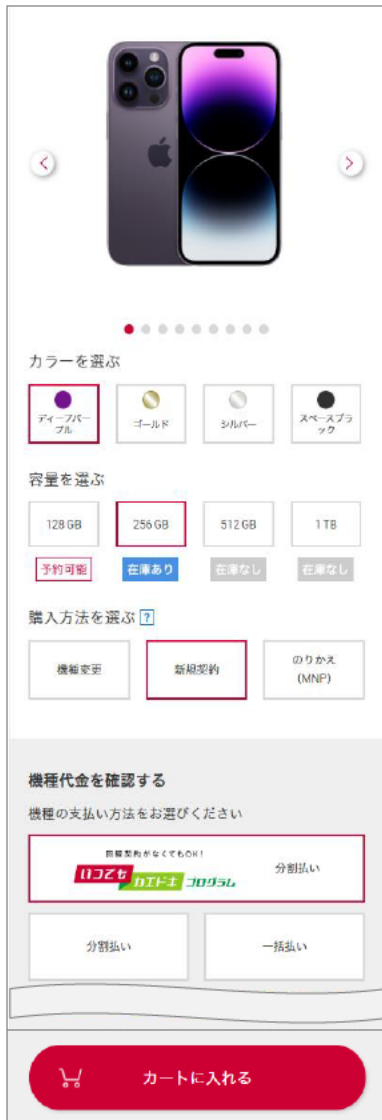 カラーを選ぶ
ディープパー
プル
ゴールド
シルバー
スペースブラ
ック
容量を選ぶ
128 GB
256 GB
512 GB
1 TB
予約可能
在庫あり
在庫なし
在庫なし
購入方法を選ぶ ?
機種変更
新規契約
のりかえ
(MNP)
機種代金を確認する
機種の支払い方法をお選びください
回線契約がなくてもOK!
いつでも カエドキ プログラム
分割払い
分割払い
一括払い
カートに入れる